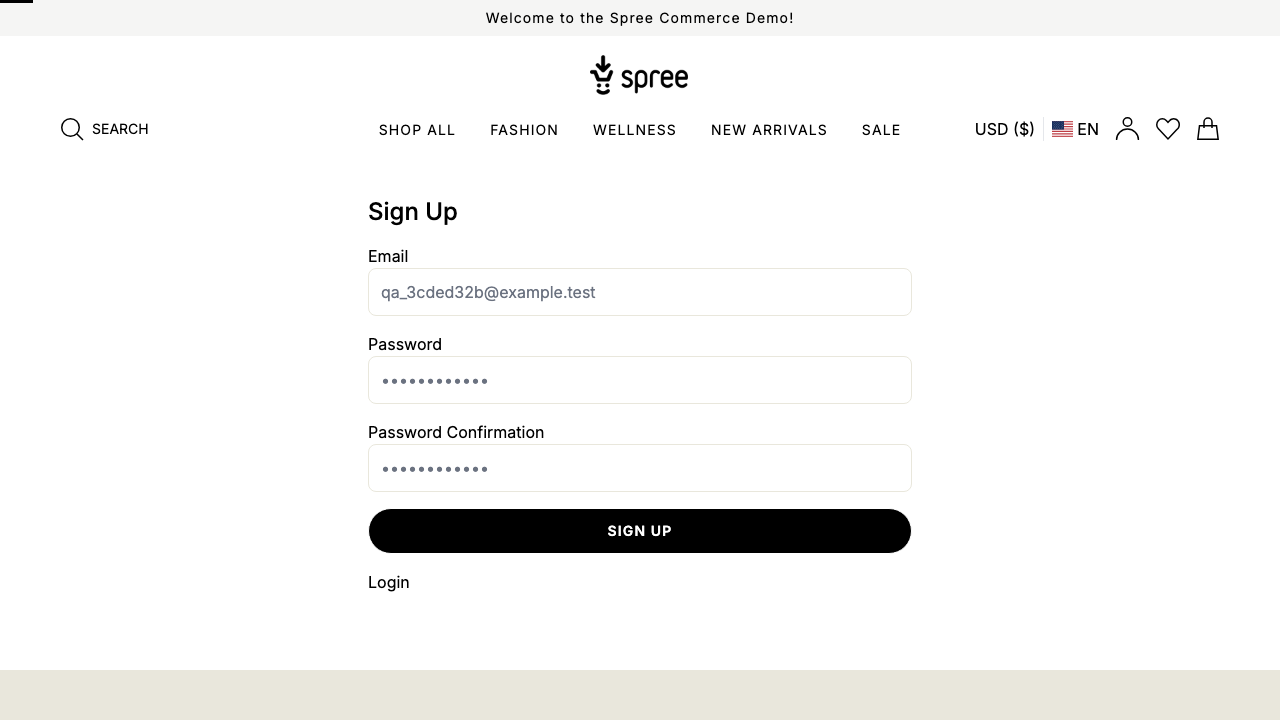 Welcome to the Spree Commerce Demo!
spree
SEARCH
SHOP ALL FASHION WELLNESS NEW ARRIVALS SALE
USD ($) EN
Sign Up
Email
qa_3cded32b@example.test
Password
••••••••••••
Password Confirmation
••••••••••••
SIGN UP
Login